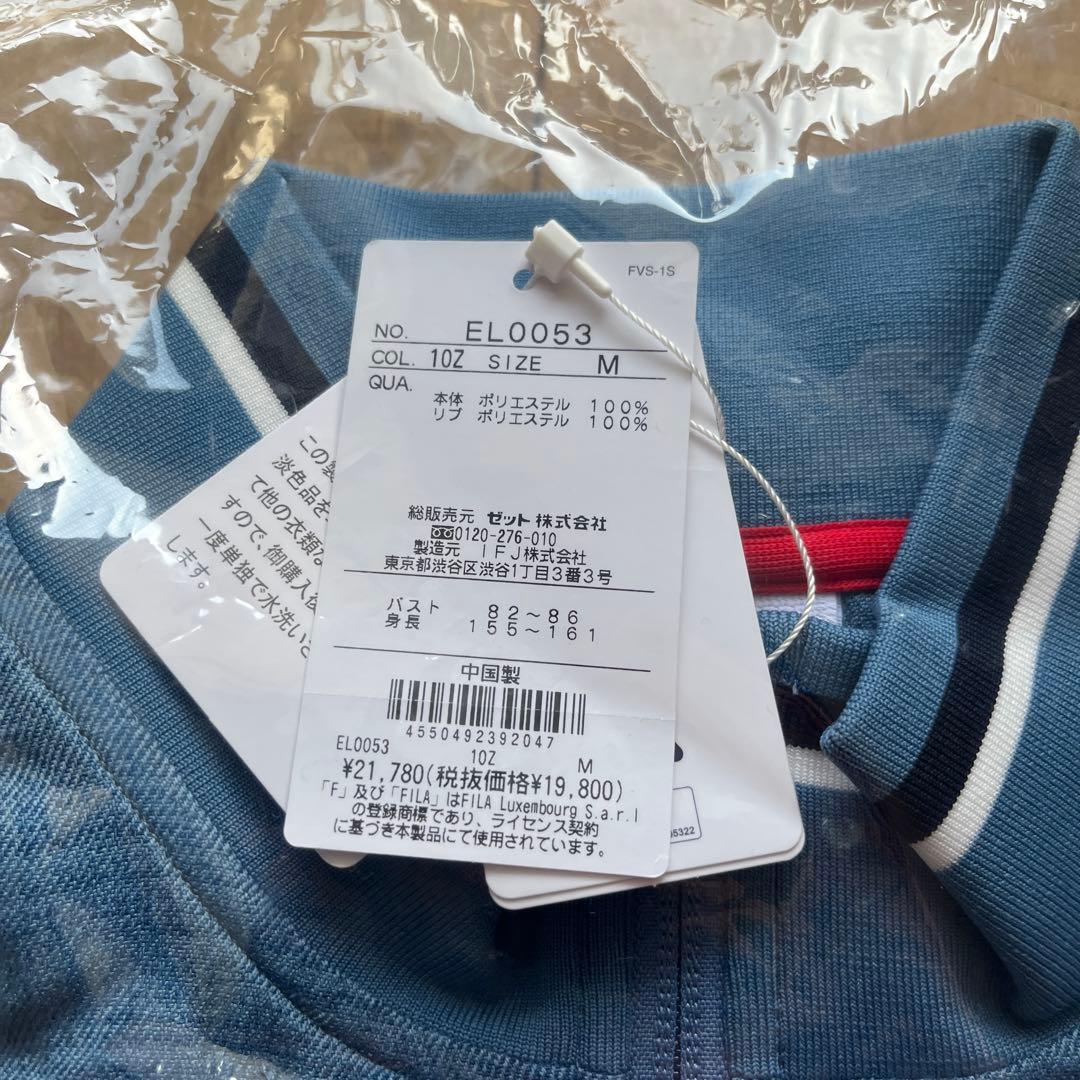 FVS-1S
NO. EL0053
COL. 10Z SIZE M
QUA.
本体 ポリエステル 100%
リブ ポリエステル 100%
総販売元 ゼット株式会社
0120-276-010
製造元 IFJ株式会社
東京都渋谷区渋谷1丁目3番3号
バスト 82～86
身長 155～161
中国製
4550492392047
EL0053 10Z M
¥21,780(税抜価格¥19,800)
「F」及び「FILA」はFILA Luxembourg S.a.r.l
の登録商標であり、ライセンス契約
に基づき本製品にて使用されています。
この製
淡色品を
て他の衣類な
すので、御購入後
一度単独で水洗い
します。
5322